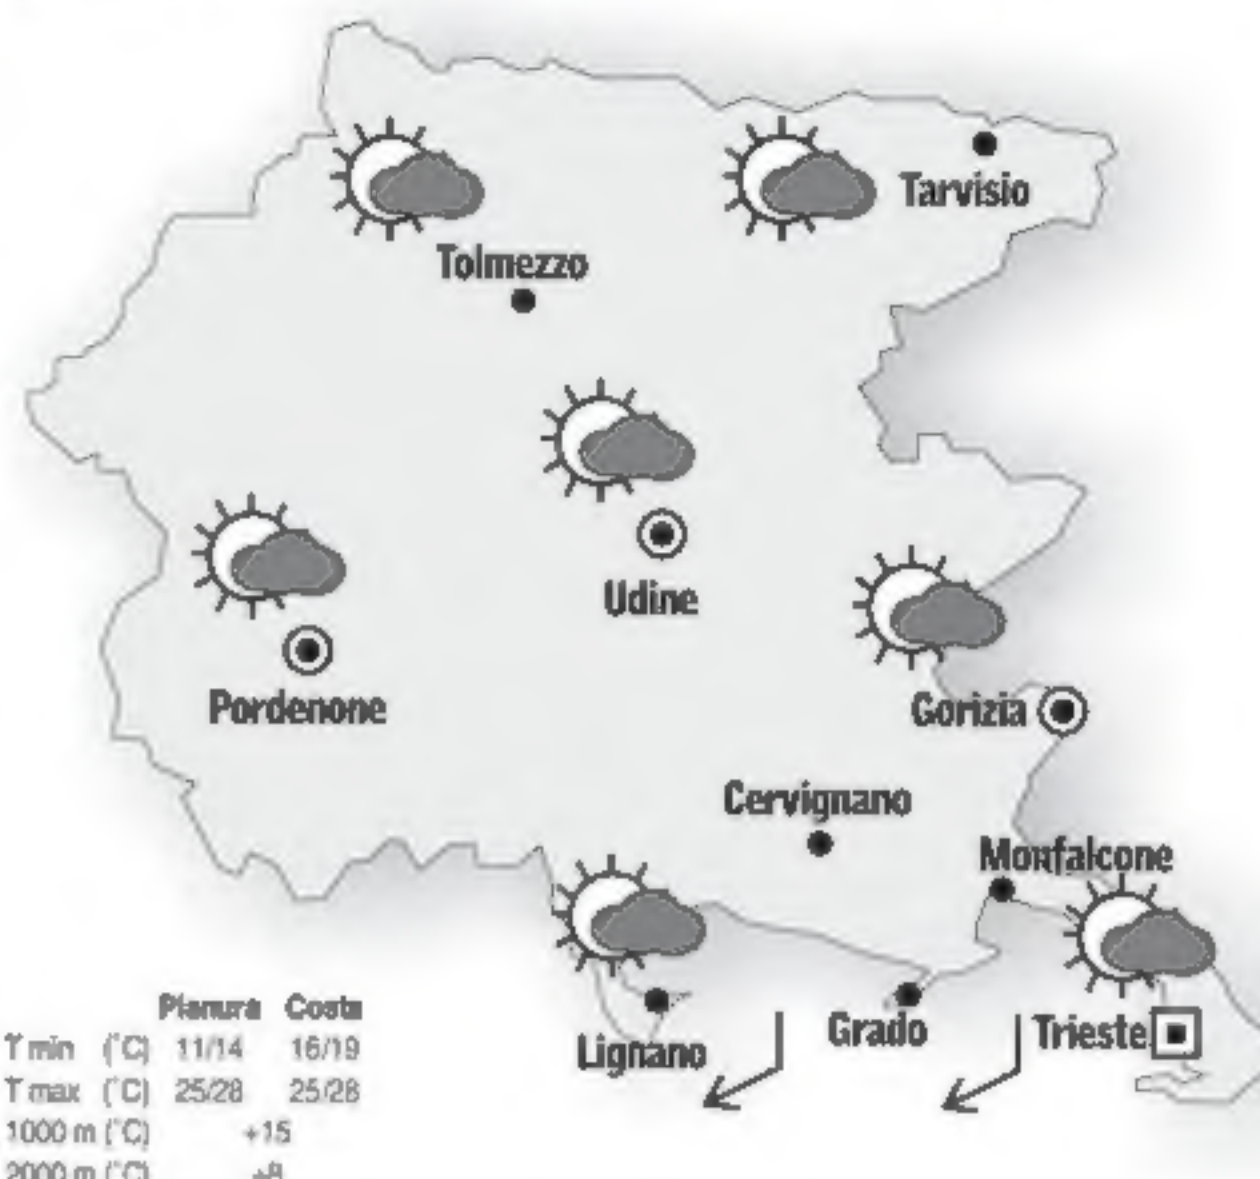 Tarvisio
Tolmezzo
Udine
Pordenone
Gorizia
Cervignano
Monfalcone
Grado
Trieste
Lignano
Pianura Costa
T min (°C) 11/14 16/19
T max (°C) 25/28 25/28
1000 m (°C) +15
2000 m (°C)